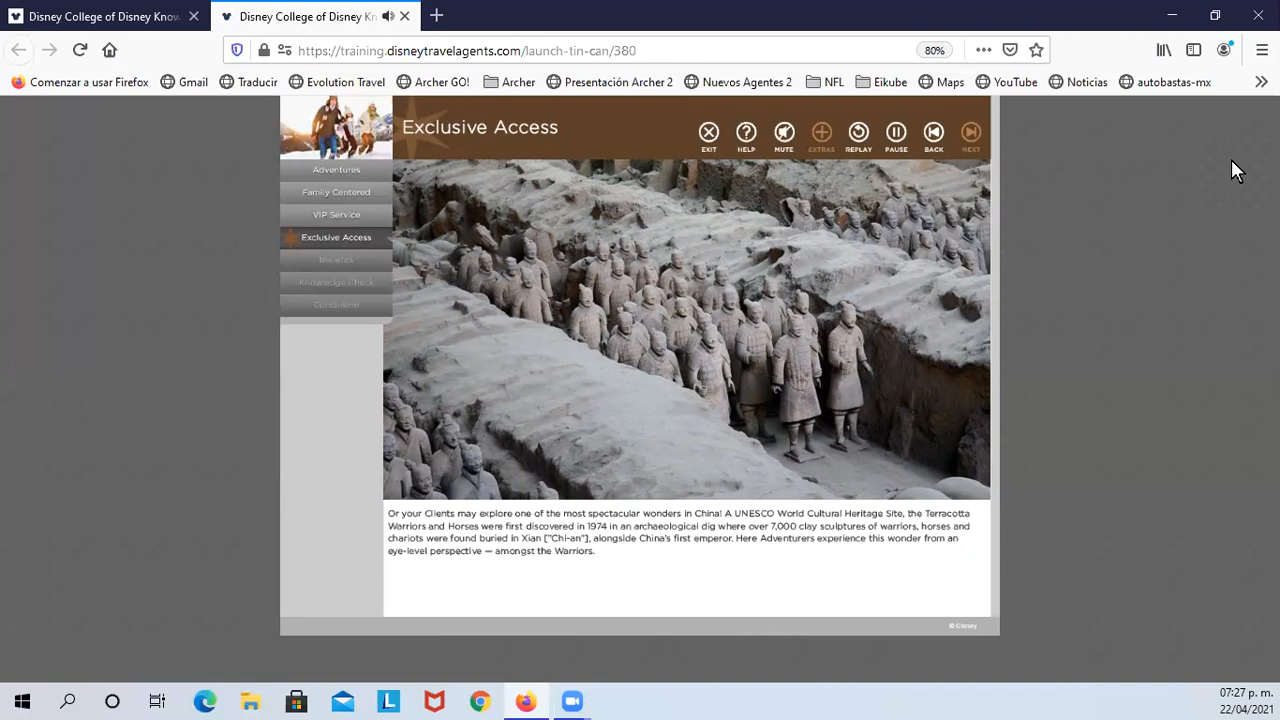 Disney College of Disney Know
Disney College of Disney Kn
https://training.disneytravelagents.com/launch-tin-can/380
80%
Comenzar a usar Firefox
Gmail
Traducir
Evolution Travel
Archer GO!
Archer
Presentación Archer 2
Nuevos Agentes 2
NFL
Eikube
Maps
YouTube
Noticias
autobastas-mx
Exclusive Access
EXIT
HELP
MUTE
EXTRAS
REPLAY
PAUSE
BACK
NEXT
Adventures
Family Centered
VIP Service
Exclusive Access
Benefits
Knowledge Check
Or your Clients may explore one of the most spectacular wonders in China! A UNESCO World Cultural Heritage Site, the Terracotta
Warriors and Horses were first discovered in 1974 in an archaeological dig where over 7,000 clay sculptures of warriors, horses and
chariots were found buried in Xian ["Chi-an"], alongside China's first emperor. Here Adventurers experience this wonder from an
eye-level perspective — amongst the Warriors.
© Disney
07:27 p. m.
22/04/2021